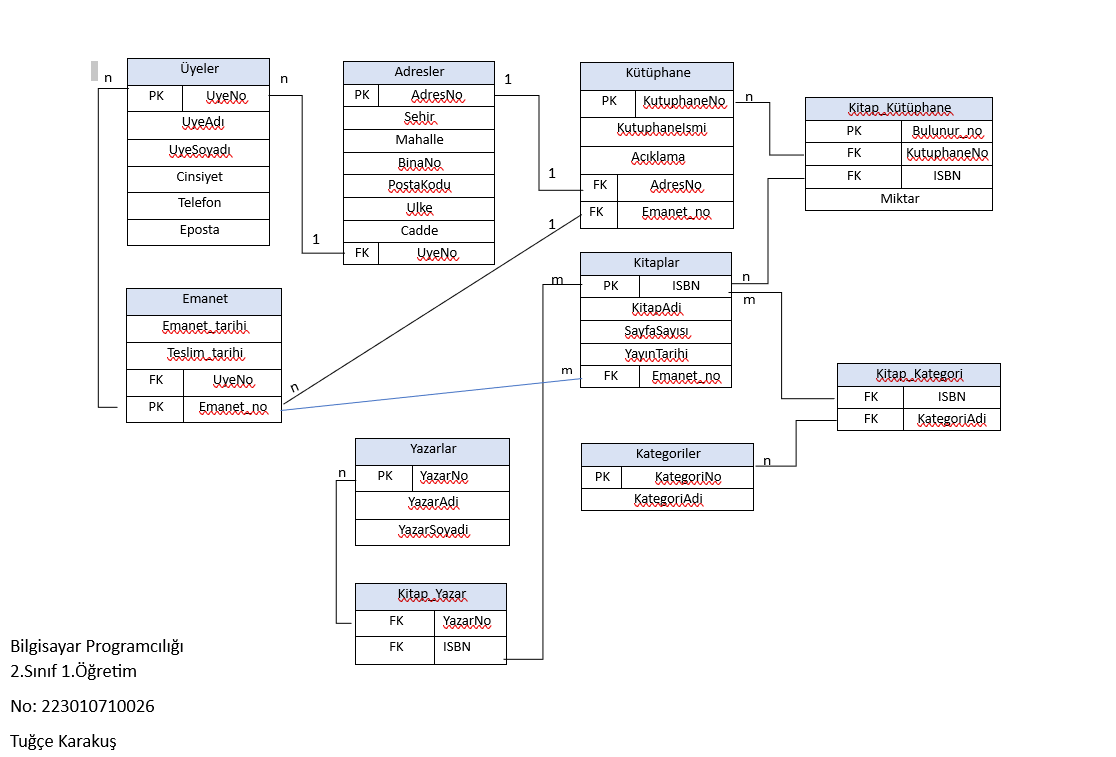 n
Üyeler
PK UyeNo
UyeAdı
UyeSoyadı
Cinsiyet
Telefon
Eposta
n
1
Adresler
PK AdresNo
Sehir
Mahalle
BinaNo
PostaKodu
Ulke
Cadde
FK UyeNo
1
1
1
Kütüphane
PK KutuphaneNo
KutuphaneIsmi
Acıklama
FK AdresNo
FK Emanet_no
n
Kitap_Kütüphane
PK Bulunur_no
FK KutuphaneNo
FK ISBN
Miktar
Emanet
Emanet_tarihi
Teslim_tarihi
FK UyeNo
PK Emanet_no
n
m
m
Kitaplar
PK ISBN
KitapAdi
SayfaSayısı
YayınTarihi
FK Emanet_no
n
m
Kitap_Kategori
FK ISBN
FK KategoriAdi
Yazarlar
n
PK YazarNo
YazarAdi
YazarSoyadi
Kategoriler
PK KategoriNo
KategoriAdi
n
Kitap_Yazar
FK YazarNo
FK ISBN
Bilgisayar Programcılığı
2.Sınıf 1.Öğretim
No: 223010710026
Tuğçe Karakuş